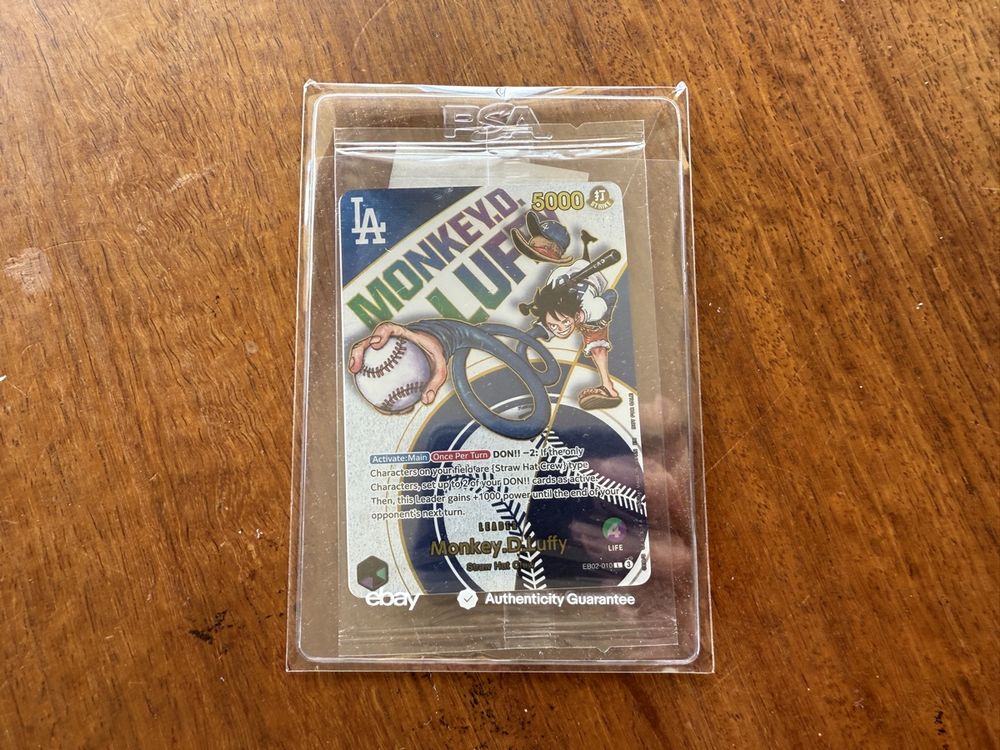 PSA
LA
MONKEY.D.
LUFFY
5000 打
STRIKE
Activate: Main Once Per Turn DON!! −2: If the only
Characters on your field are {Straw Hat Crew} type
Characters, set up to 2 of your DON!! cards as active.
Then, this Leader gains +1000 power until the end of your
opponent's next turn.
LEADER
Monkey.D.Luffy
Straw Hat Crew
4
LIFE
EB02-010 L 3
ebay Authenticity Guarantee